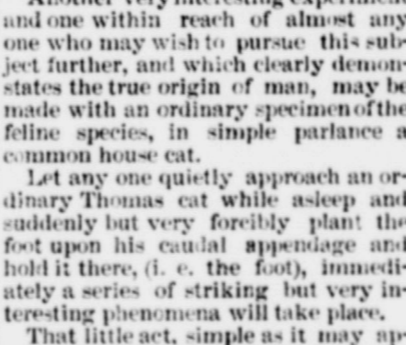 Another very interesting experiment
and one within reach of almost any
one who may wish to pursue this sub-
ject further, and which clearly demon-
states the true origin of man, may be
made with an ordinary specimen of the
feline species, in simple parlance a
common house cat.
Let any one quietly approach an or-
dinary Thomas cat while asleep and
suddenly but very forcibly plant the
foot upon his caudal appendage and
hold it there, (i. e. the foot), immedi-
ately a series of striking but very in-
teresting phenomena will take place.
That little act, simple as it may ap-